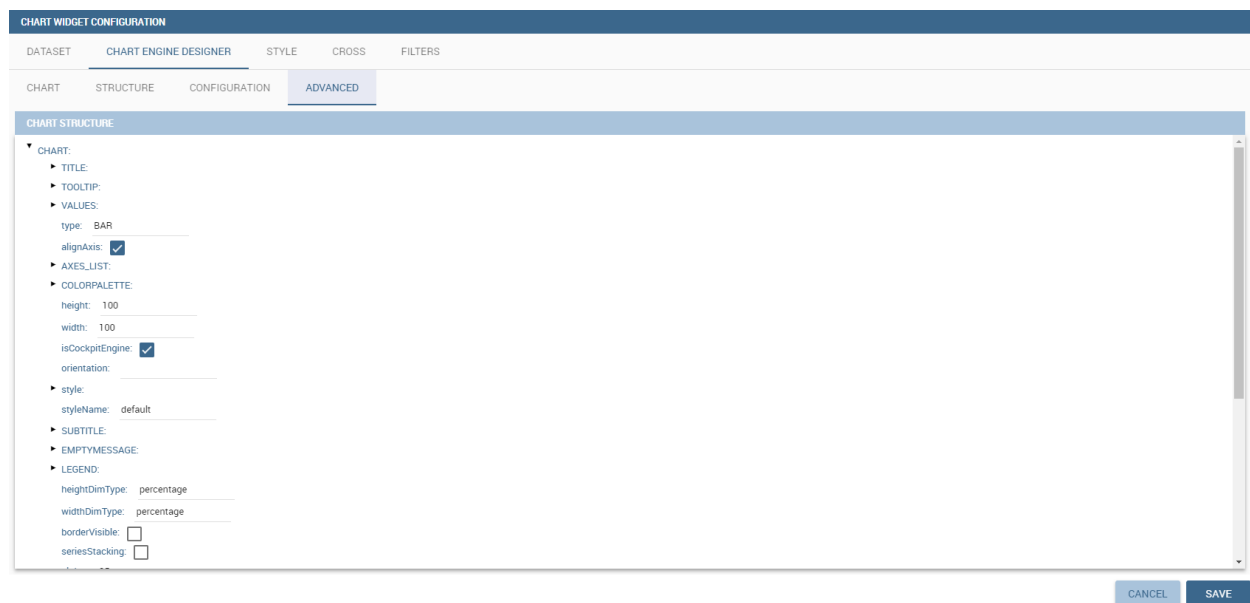 CHART WIDGET CONFIGURATION
DATASET CHART ENGINE DESIGNER STYLE CROSS FILTERS
CHART STRUCTURE CONFIGURATION ADVANCED
CHART STRUCTURE
CHART:
TITLE:
TOOLTIP:
VALUES:
type: BAR
alignAxis:
AXES_LIST:
COLORPALETTE:
height: 100
width: 100
isCockpitEngine:
orientation:
style:
styleName: default
SUBTITLE:
EMPTYMESSAGE:
LEGEND:
heightDimType: percentage
widthDimType: percentage
borderVisible:
seriesStacking:
CANCEL SAVE